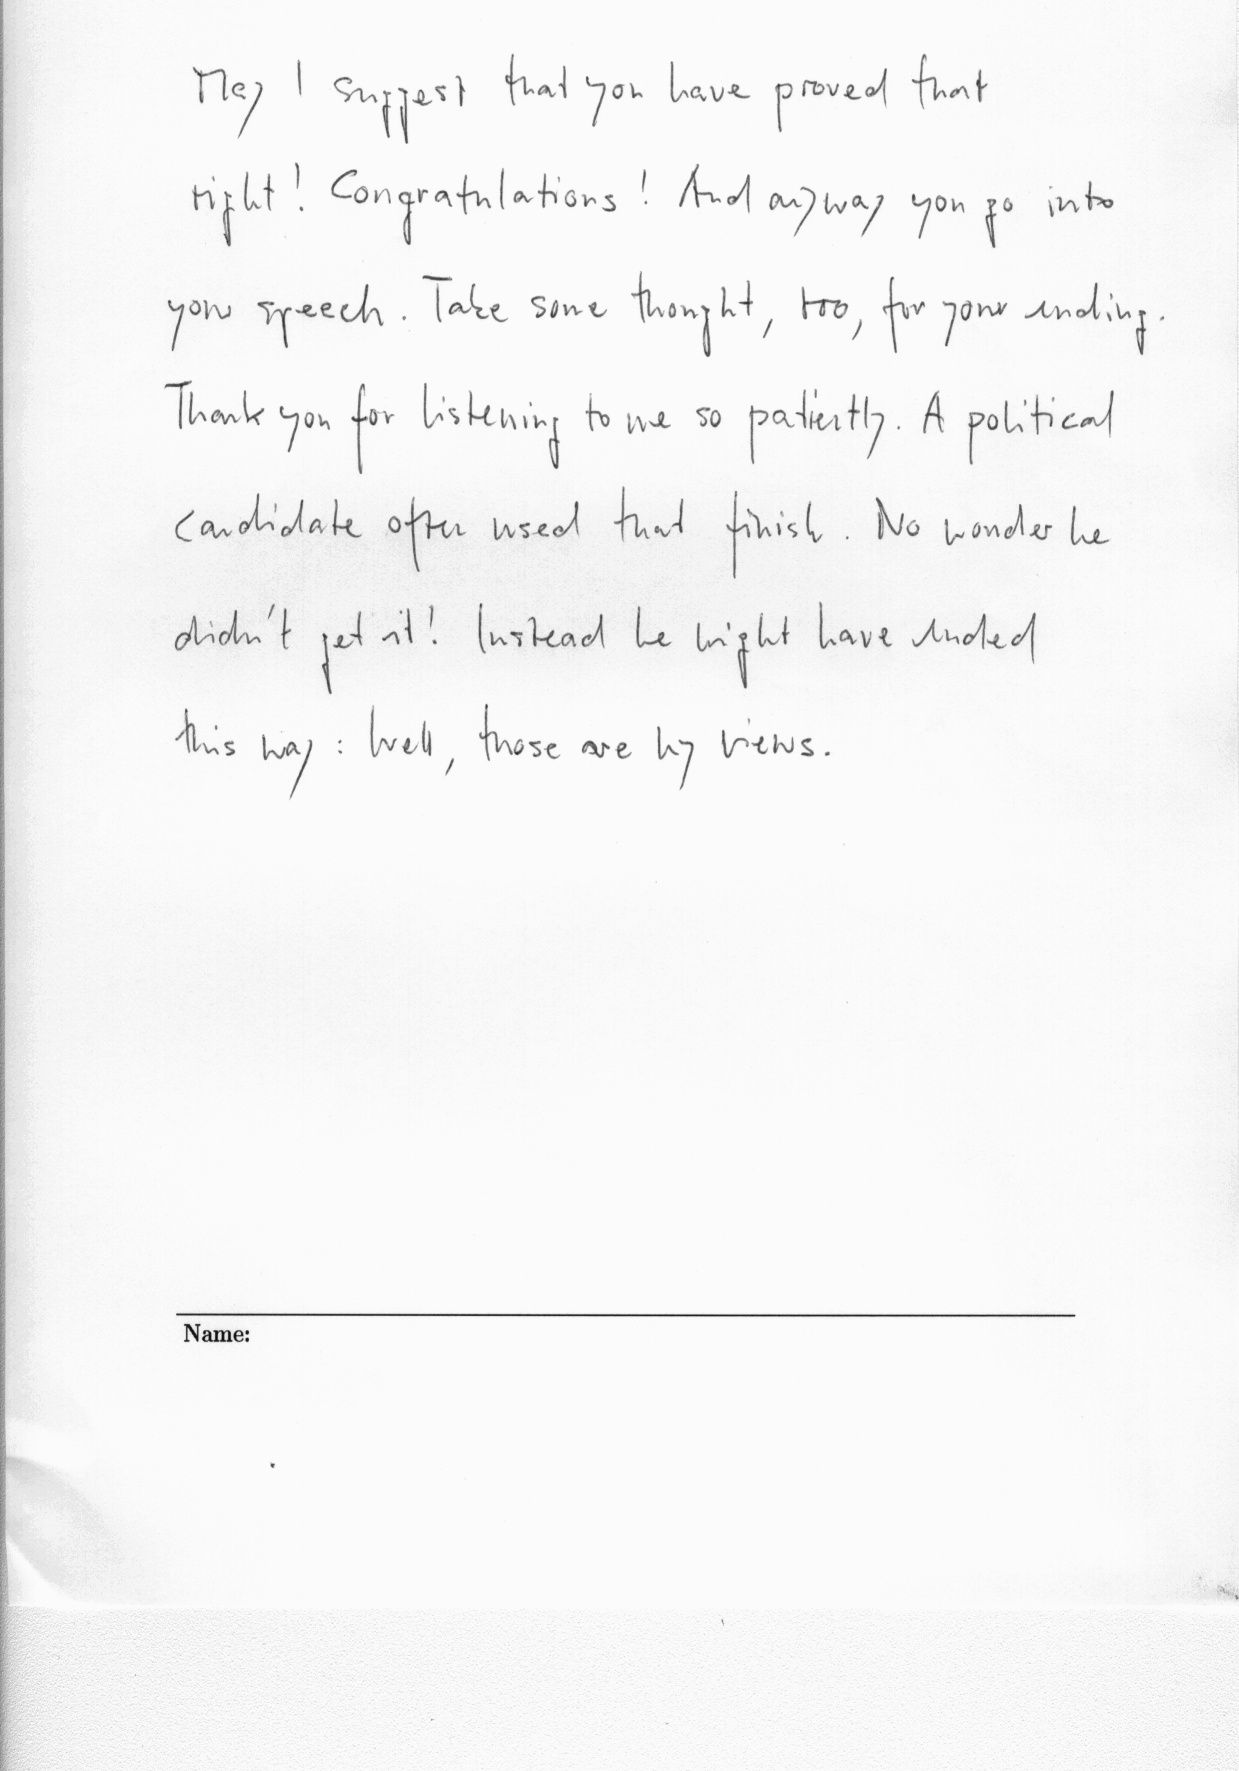 May I suggest that you have proved that
right! Congratulations! And anyway you go into
your speech. Take some thought, too, for your ending.
Thank you for listening to me so patiently. A political
candidate often used that finish. No wonder he
didn't get it! Instead he might have ended
this way: Well, those are my views.
Name: